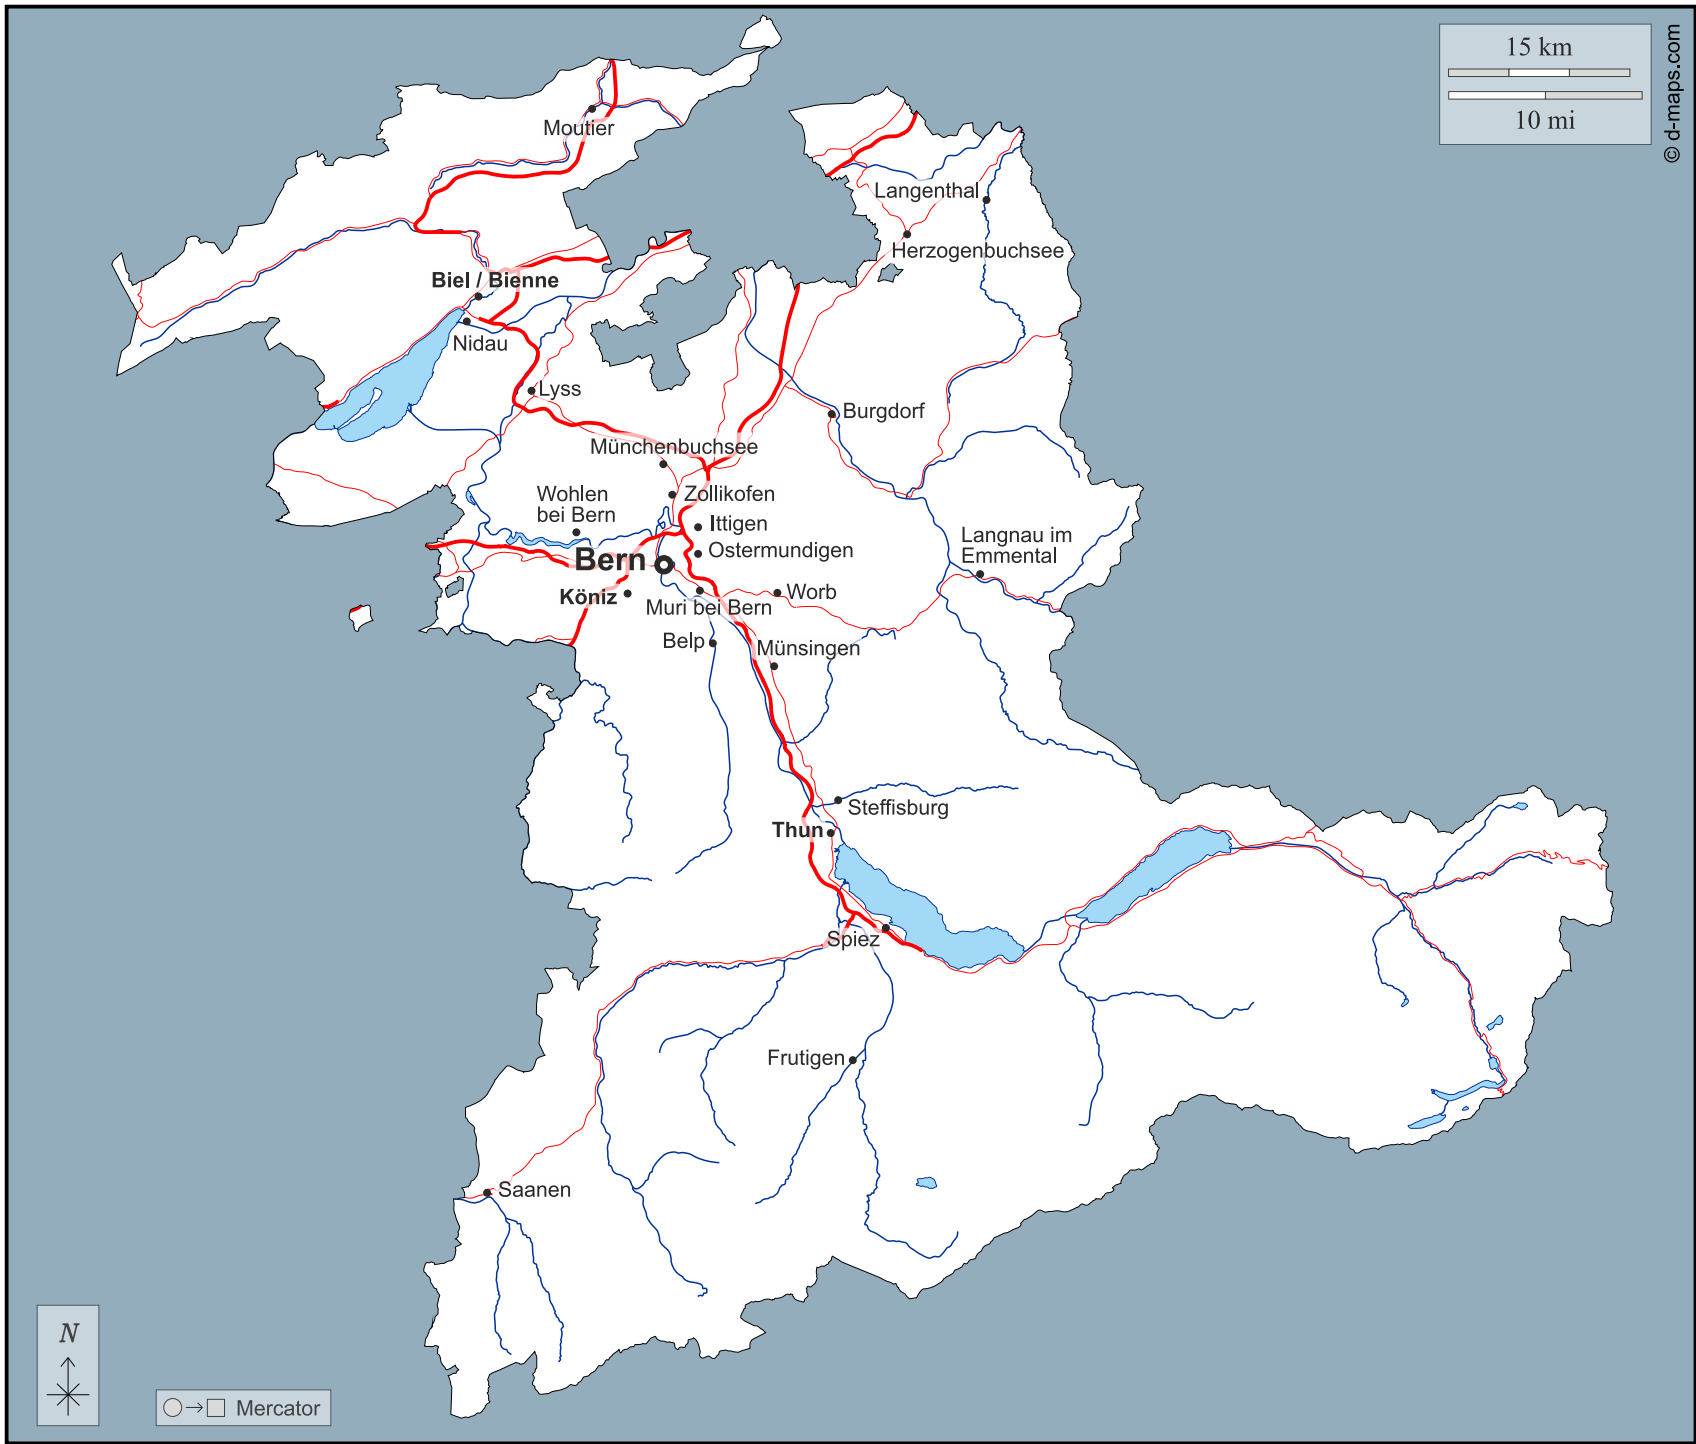 15 km
10 mi
© d-maps.com
Moutier
Langenthal
Herzogenbuchsee
Biel / Bienne
Nidau
Lyss
Burgdorf
Münchenbuchsee
Wohlen
bei Bern
Zollikofen
Ittigen
Ostermundigen
Langnau im
Emmental
Bern
Köniz
Muri bei Bern
Worb
Belp
Münsingen
Steffisburg
Thun
Spiez
Frutigen
Saanen
N
Mercator